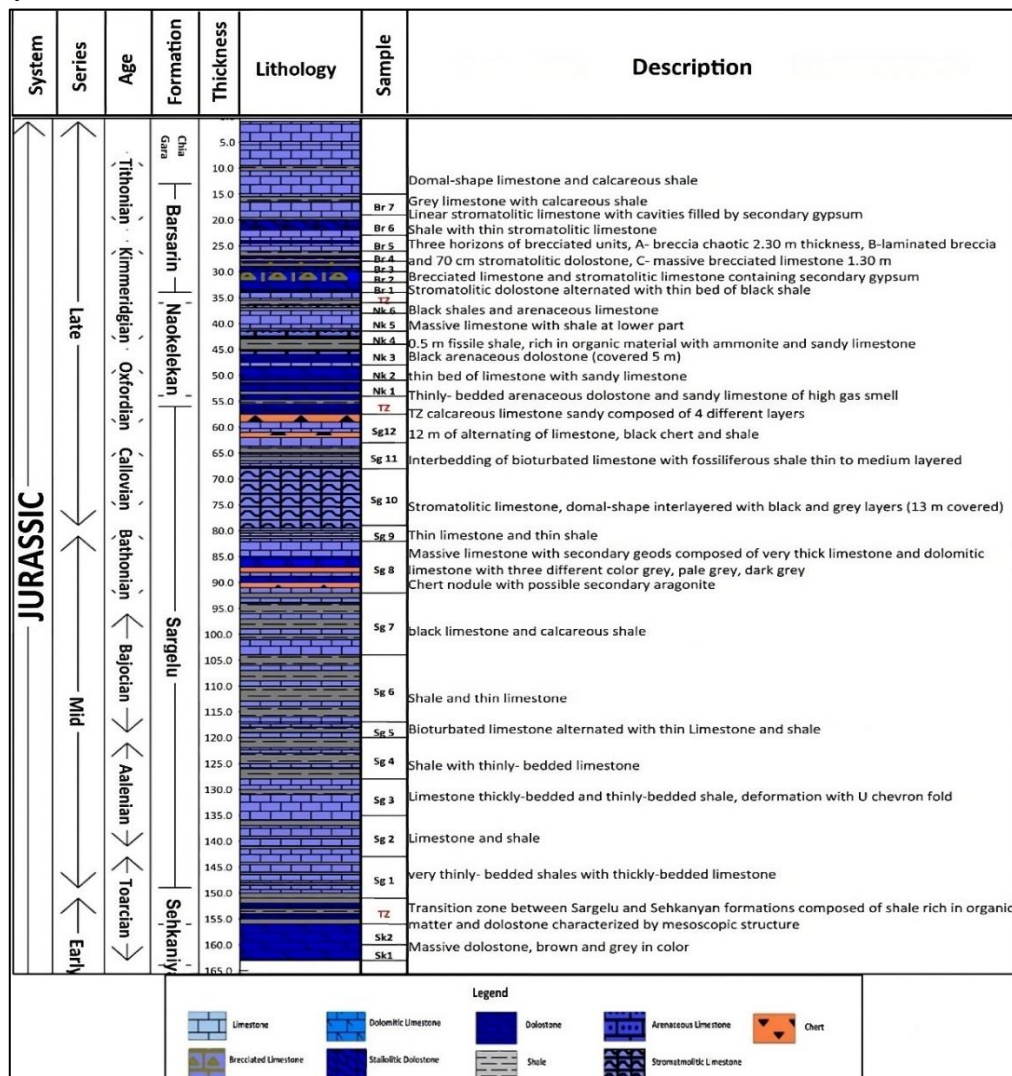 System
Series
Age
Formation
Thickness
Lithology
Sample
Description
JURASSIC
Late
Mid
Early
Tithonian
Kimmeridgian
Oxfordian
Callovian
Bathonian
Bajocian
Aalenian
Toarcian
Chia
Gara
Barsarin
Naokelekan
Sargelu
Sehkaniya
5.0
10.0
15.0
20.0
25.0
30.0
35.0
40.0
45.0
50.0
55.0
60.0
65.0
70.0
75.0
80.0
85.0
90.0
95.0
100.0
105.0
110.0
115.0
120.0
125.0
130.0
135.0
140.0
145.0
150.0
155.0
160.0
165.0
Br 7
Br 6
Br 5
Br 4
Br 3
Br 2
Br 1
TZ
Nk 6
Nk 5
Nk 4
Nk 3
Nk 2
Nk 1
TZ
Sg12
Sg 11
Sg 10
Sg 9
Sg 8
Sg 7
Sg 6
Sg 5
Sg 4
Sg 3
Sg 2
Sg 1
TZ
Sk2
Sk1
Domal-shape limestone and calcareous shale
Grey limestone with calcareous shale
Linear stromatolitic limestone with cavities filled by secondary gypsum
Shale with thin stromatolitic limestone
Three horizons of brecciated units, A- breccia chaotic 2.30 m thickness, B-laminated breccia
and 70 cm stromatolitic dolostone, C- massive brecciated limestone 1.30 m
Brecciated limestone and stromatolitic limestone containing secondary gypsum
Stromatolitic dolostone alternated with thin bed of black shale
Black shales and arenaceous limestone
Massive limestone with shale at lower part
0.5 m fissile shale, rich in organic material with ammonite and sandy limestone
Black arenaceous dolostone (covered 5 m)
thin bed of limestone with sandy limestone
Thinly-bedded arenaceous dolostone and sandy limestone of high gas smell
TZ calcareous limestone sandy composed of 4 different layers
12 m of alternating of limestone, black chert and shale
Interbedding of bioturbated limestone with fossiliferous shale thin to medium layered
Stromatolitic limestone, domal-shape interlayered with black and grey layers (13 m covered)
Thin limestone and thin shale
Massive limestone with secondary geods composed of very thick limestone and dolomitic
limestone with three different color grey, pale grey, dark grey
Chert nodule with possible secondary aragonite
black limestone and calcareous shale
Shale and thin limestone
Bioturbated limestone alternated with thin Limestone and shale
Shale with thinly- bedded limestone
Limestone thickly-bedded and thinly-bedded shale, deformation with U chevron fold
Limestone and shale
very thinly- bedded shales with thickly-bedded limestone
Transition zone between Sargelu and Sehkanyan formations composed of shale rich in organic
matter and dolostone characterized by mesoscopic structure
Massive dolostone, brown and grey in color
Legend
Limestone
Dolomitic Limestone
Dolostone
Arenaceous Limestone
Chert
Brecciated Limestone
Stailolitic Dolostone
Shale
Stromatmolitic Limestone